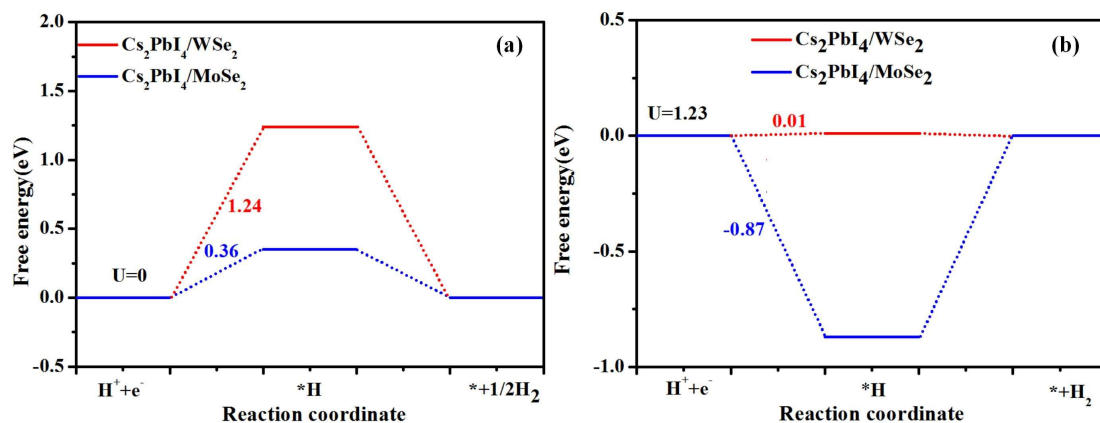 (a)
Cs₂PbI₄/WSe₂
Cs₂PbI₄/MoSe₂
Free energy(eV)
2.0
1.5
1.0
0.5
0.0
-0.5
1.24
0.36
U=0
H⁺+e⁻
*H
*+1/2H₂
Reaction coordinate
(b)
Cs₂PbI₄/WSe₂
Cs₂PbI₄/MoSe₂
Free energy(eV)
0.5
0.0
-0.5
-1.0
U=1.23
0.01
-0.87
H⁺+e⁻
*H
*+H₂
Reaction coordinate